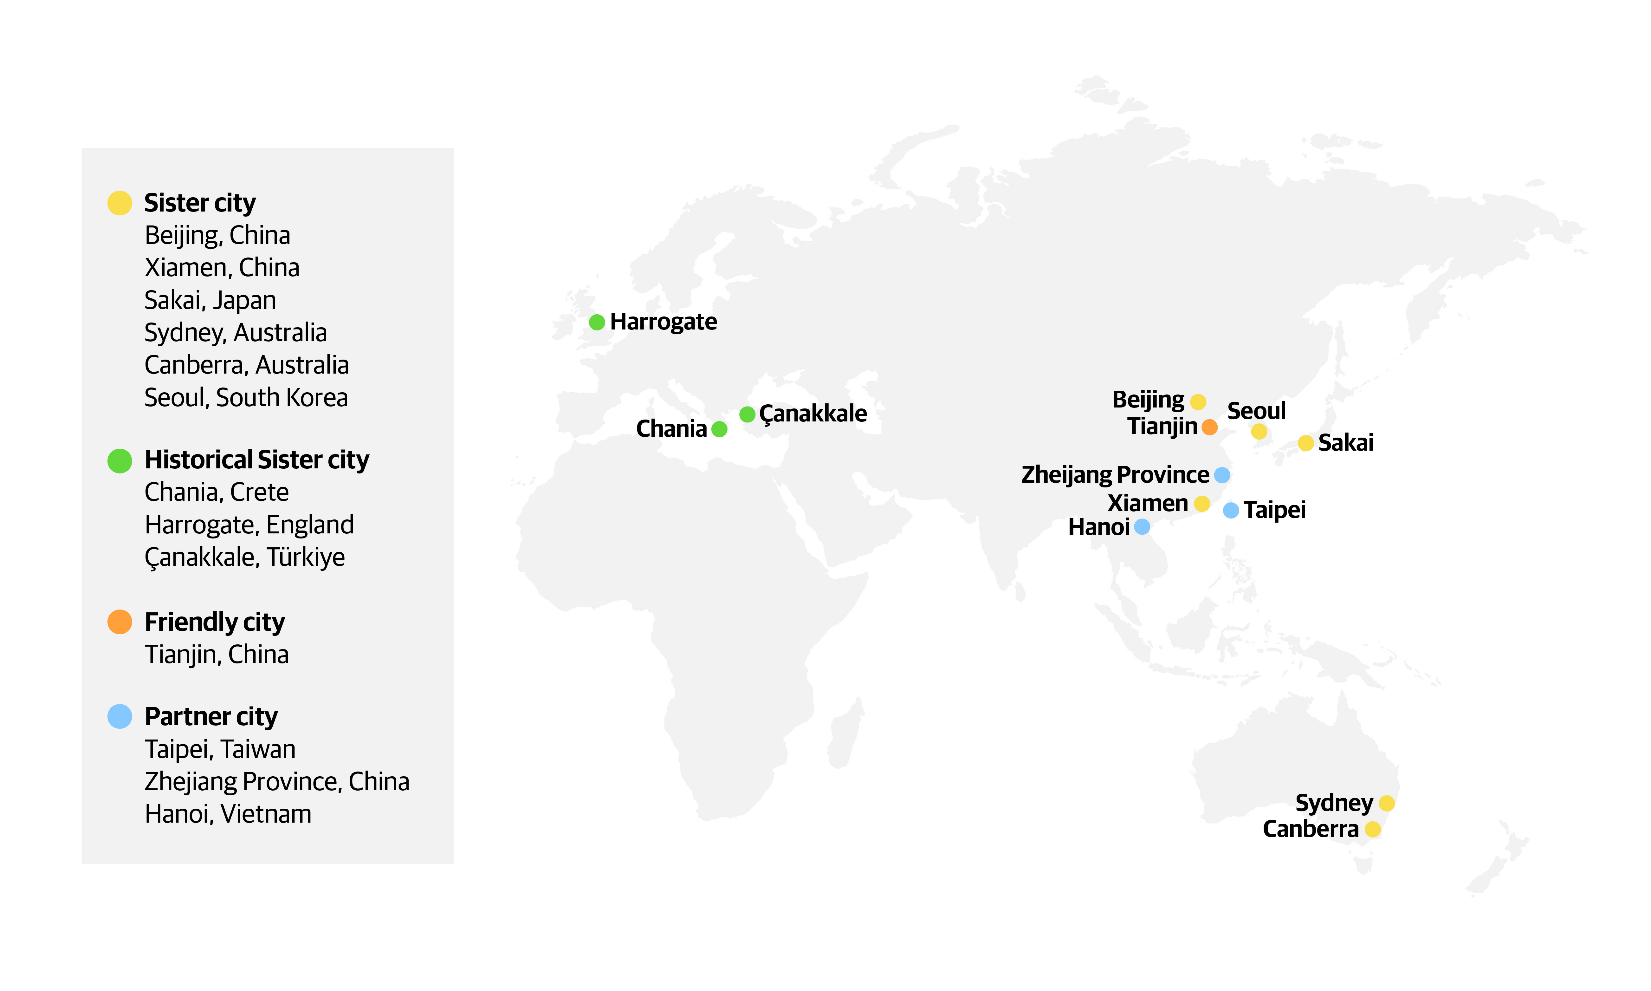 Sister city
Beijing, China
Xiamen, China
Sakai, Japan
Sydney, Australia
Canberra, Australia
Seoul, South Korea
Historical Sister city
Chania, Crete
Harrogate, England
Çanakkale, Türkiye
Friendly city
Tianjin, China
Partner city
Taipei, Taiwan
Zhejiang Province, China
Hanoi, Vietnam
Harrogate
Chania
Çanakkale
Beijing
Seoul
Tianjin
Sakai
Zheijang Province
Xiamen
Taipei
Hanoi
Sydney
Canberra